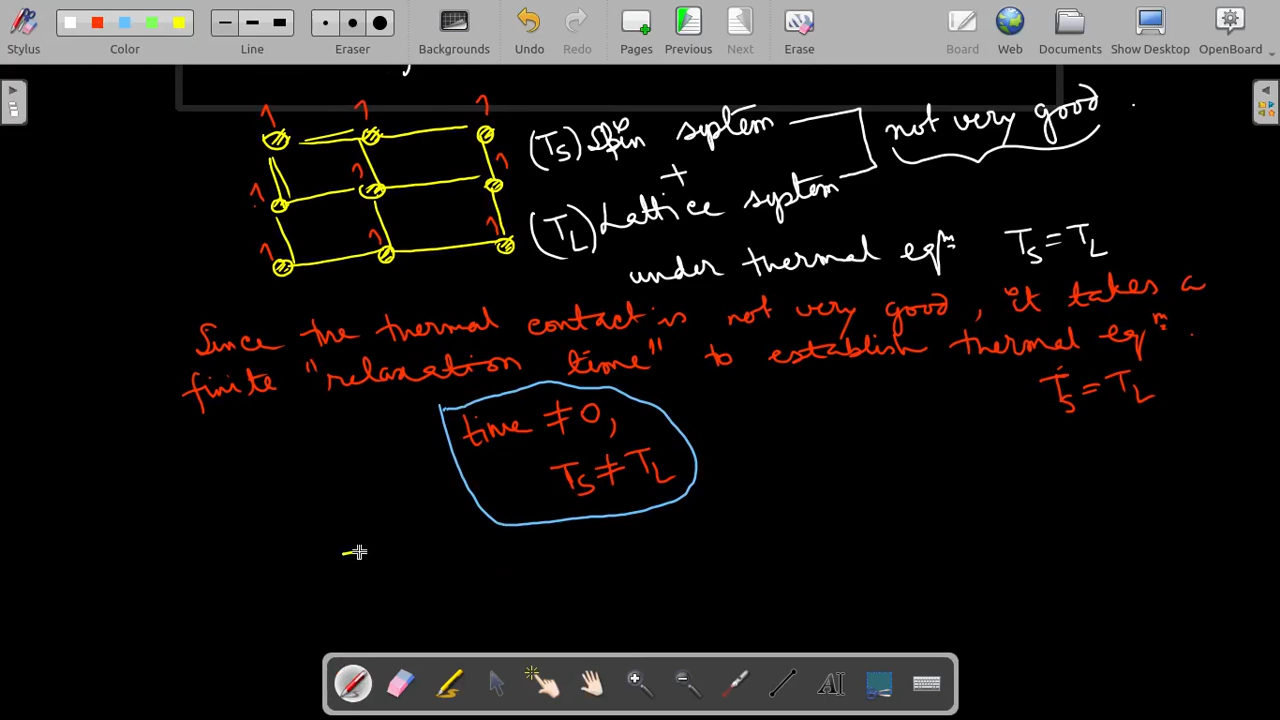 Stylus Color Line Eraser Backgrounds Undo Redo Pages Previous Next Erase Board Web Documents Show Desktop OpenBoard
(TS) Spin system
+
(TL) Lattice system
not very good .
under thermal eqm TS = TL
Since the thermal contact is not very good, it takes a
finite "relaxation time" to establish thermal eqm.
TS = TL
time ≠ 0,
TS ≠ TL